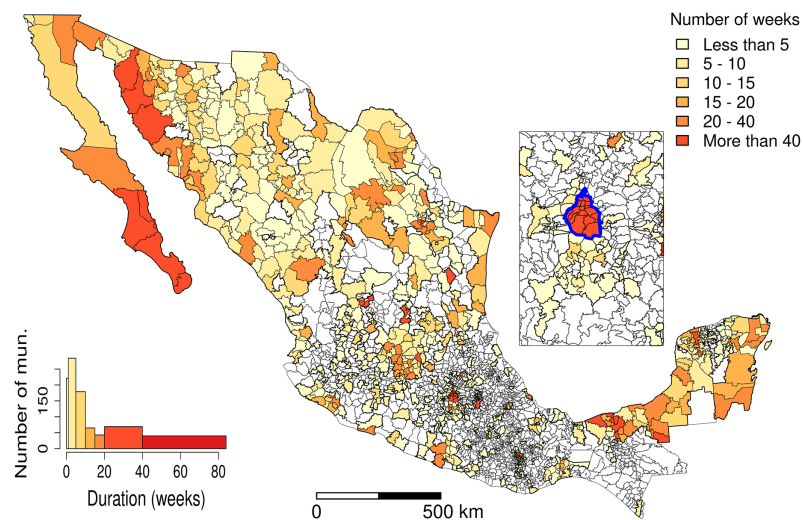 Number of weeks
Less than 5
5 - 10
10 - 15
15 - 20
20 - 40
More than 40
Number of mun.
0 150
0 20 40 60 80
Duration (weeks)
0 500 km